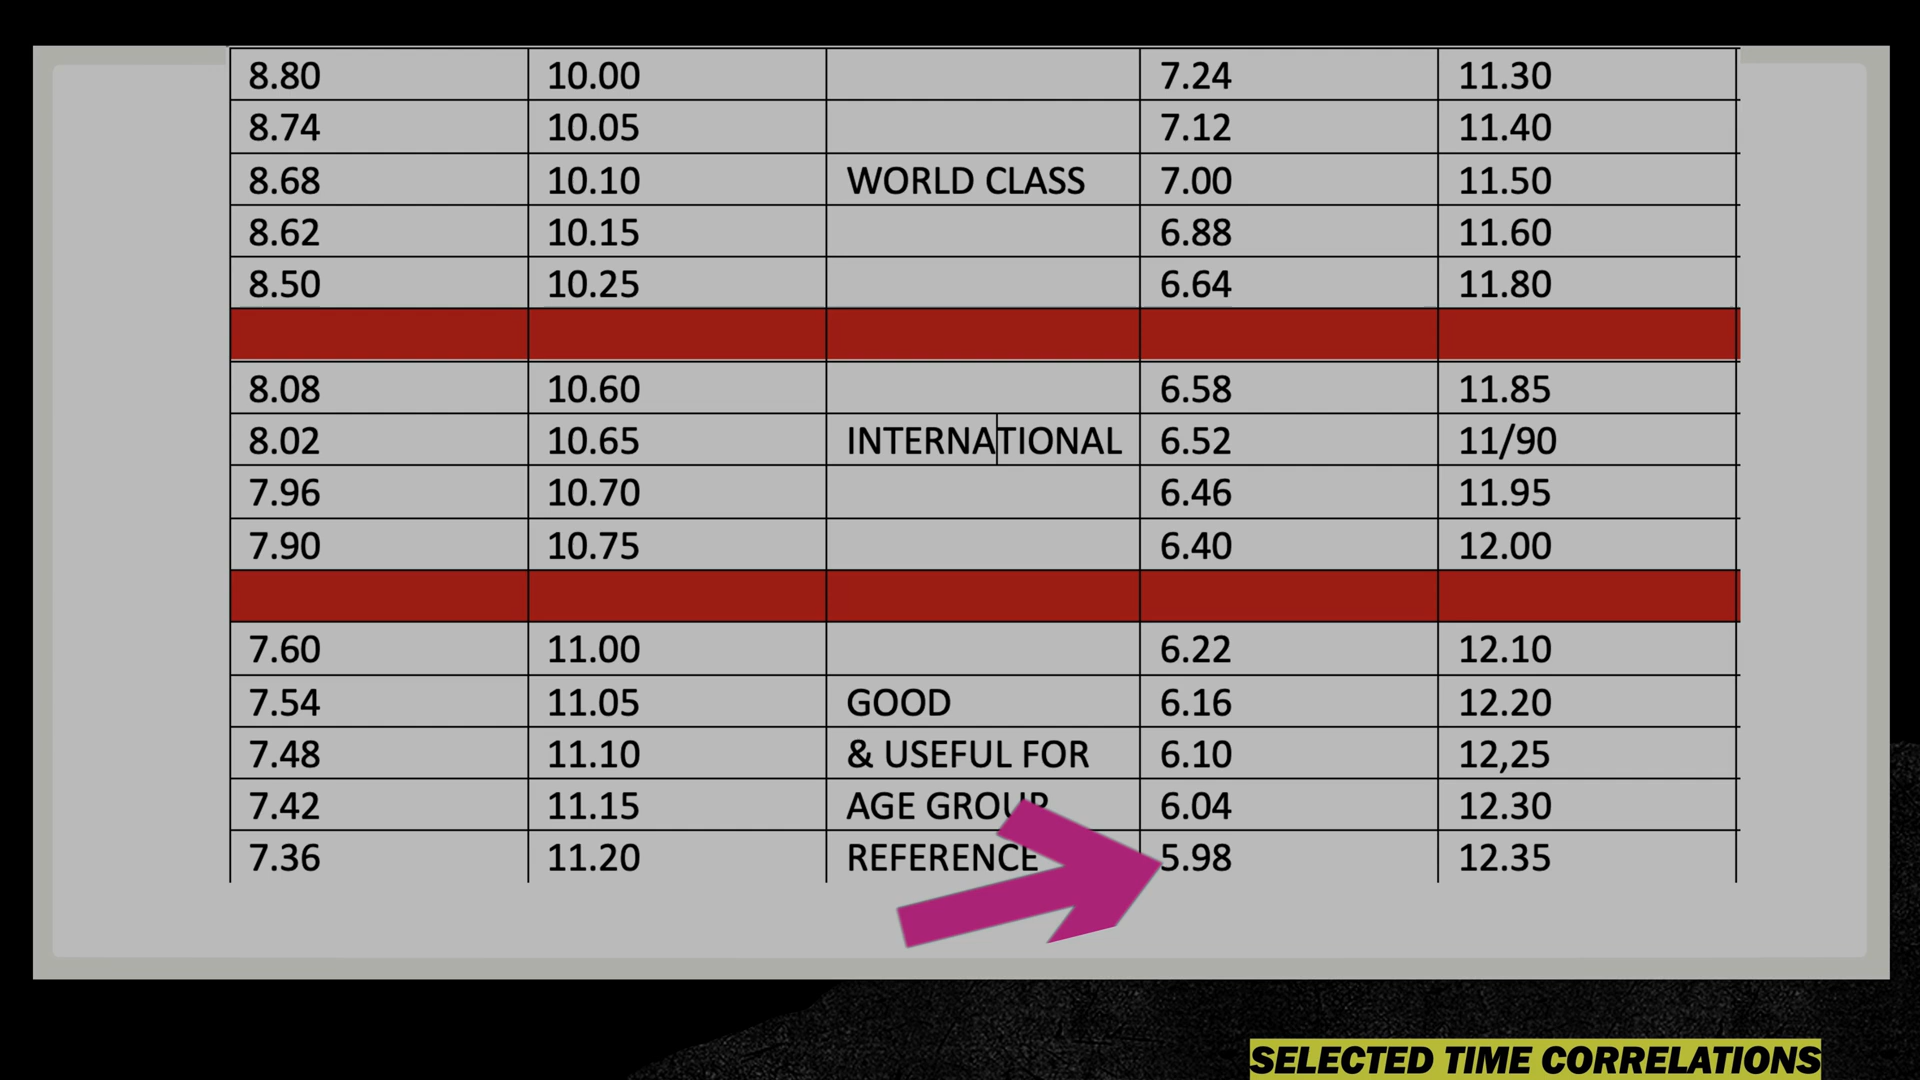 8.80 10.00 7.24 11.30
8.74 10.05 7.12 11.40
8.68 10.10 WORLD CLASS 7.00 11.50
8.62 10.15 6.88 11.60
8.50 10.25 6.64 11.80
8.08 10.60 6.58 11.85
8.02 10.65 INTERNATIONAL 6.52 11/90
7.96 10.70 6.46 11.95
7.90 10.75 6.40 12.00
7.60 11.00 6.22 12.10
7.54 11.05 GOOD 6.16 12.20
7.48 11.10 & USEFUL FOR 6.10 12,25
7.42 11.15 AGE GROUP 6.04 12.30
7.36 11.20 REFERENCE 5.98 12.35
SELECTED TIME CORRELATIONS